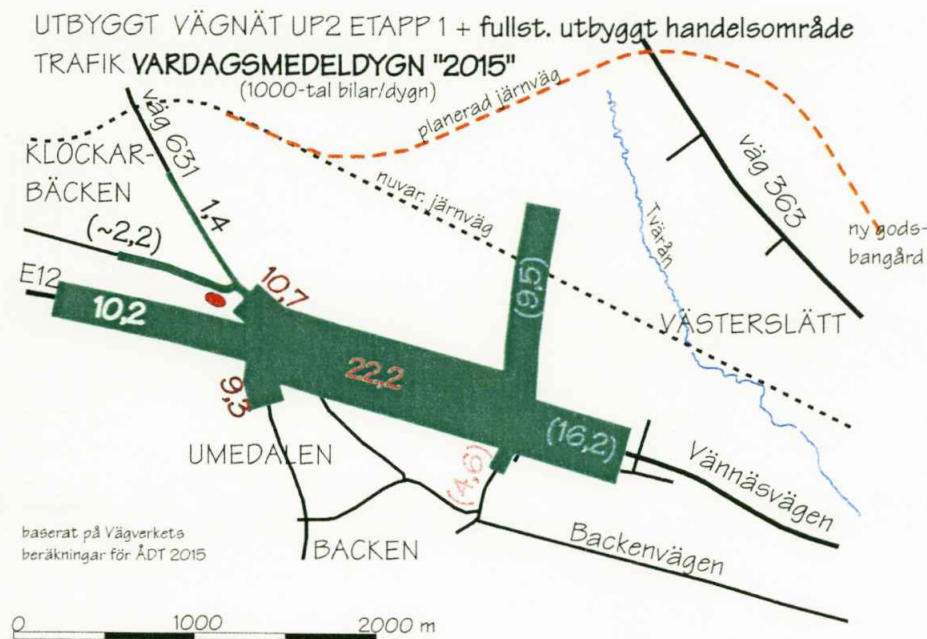 UTBYGGT VÄGNÄT UP2 ETAPP 1 + fullst. utbyggt handelsområde
TRAFIK VARDAGSMEDELDYGN "2015"
(1000-tal bilar/dygn)
planerad järnväg
väg 631
KLOCKAR-
BÄCKEN
väg 363
nuvar. järnväg
1,4
Tvärån
(~2,2)
ny gods-
bangård
E12
10,7
(9,5)
10,2
VÄSTERSLÄTT
22,2
9,3
(16,2)
UMEDALEN
(4,6)
Vännäsvägen
baserat på Vägverkets
beräkningar för ÅDT 2015
BACKEN
Backenvägen
0 1000 2000 m